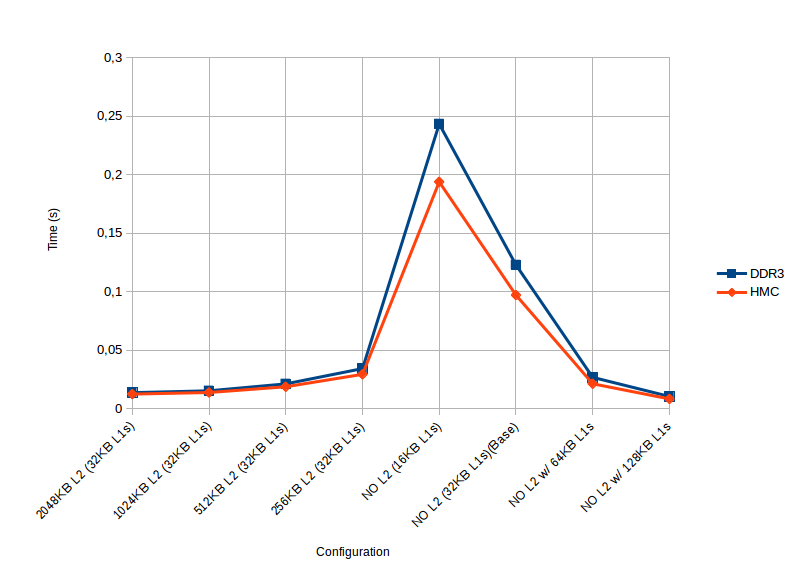 0,3
0,25
0,2
0,15
0,1
0,05
0
Time (s)
DDR3
HMC
2048KB L2 (32KB L1s)
1024KB L2 (32KB L1s)
512KB L2 (32KB L1s)
256KB L2 (32KB L1s)
NO L2 (16KB L1s)
NO L2 (32KB L1s)(Base)
NO L2 w/ 64KB L1s
NO L2 w/ 128KB L1s
Configuration